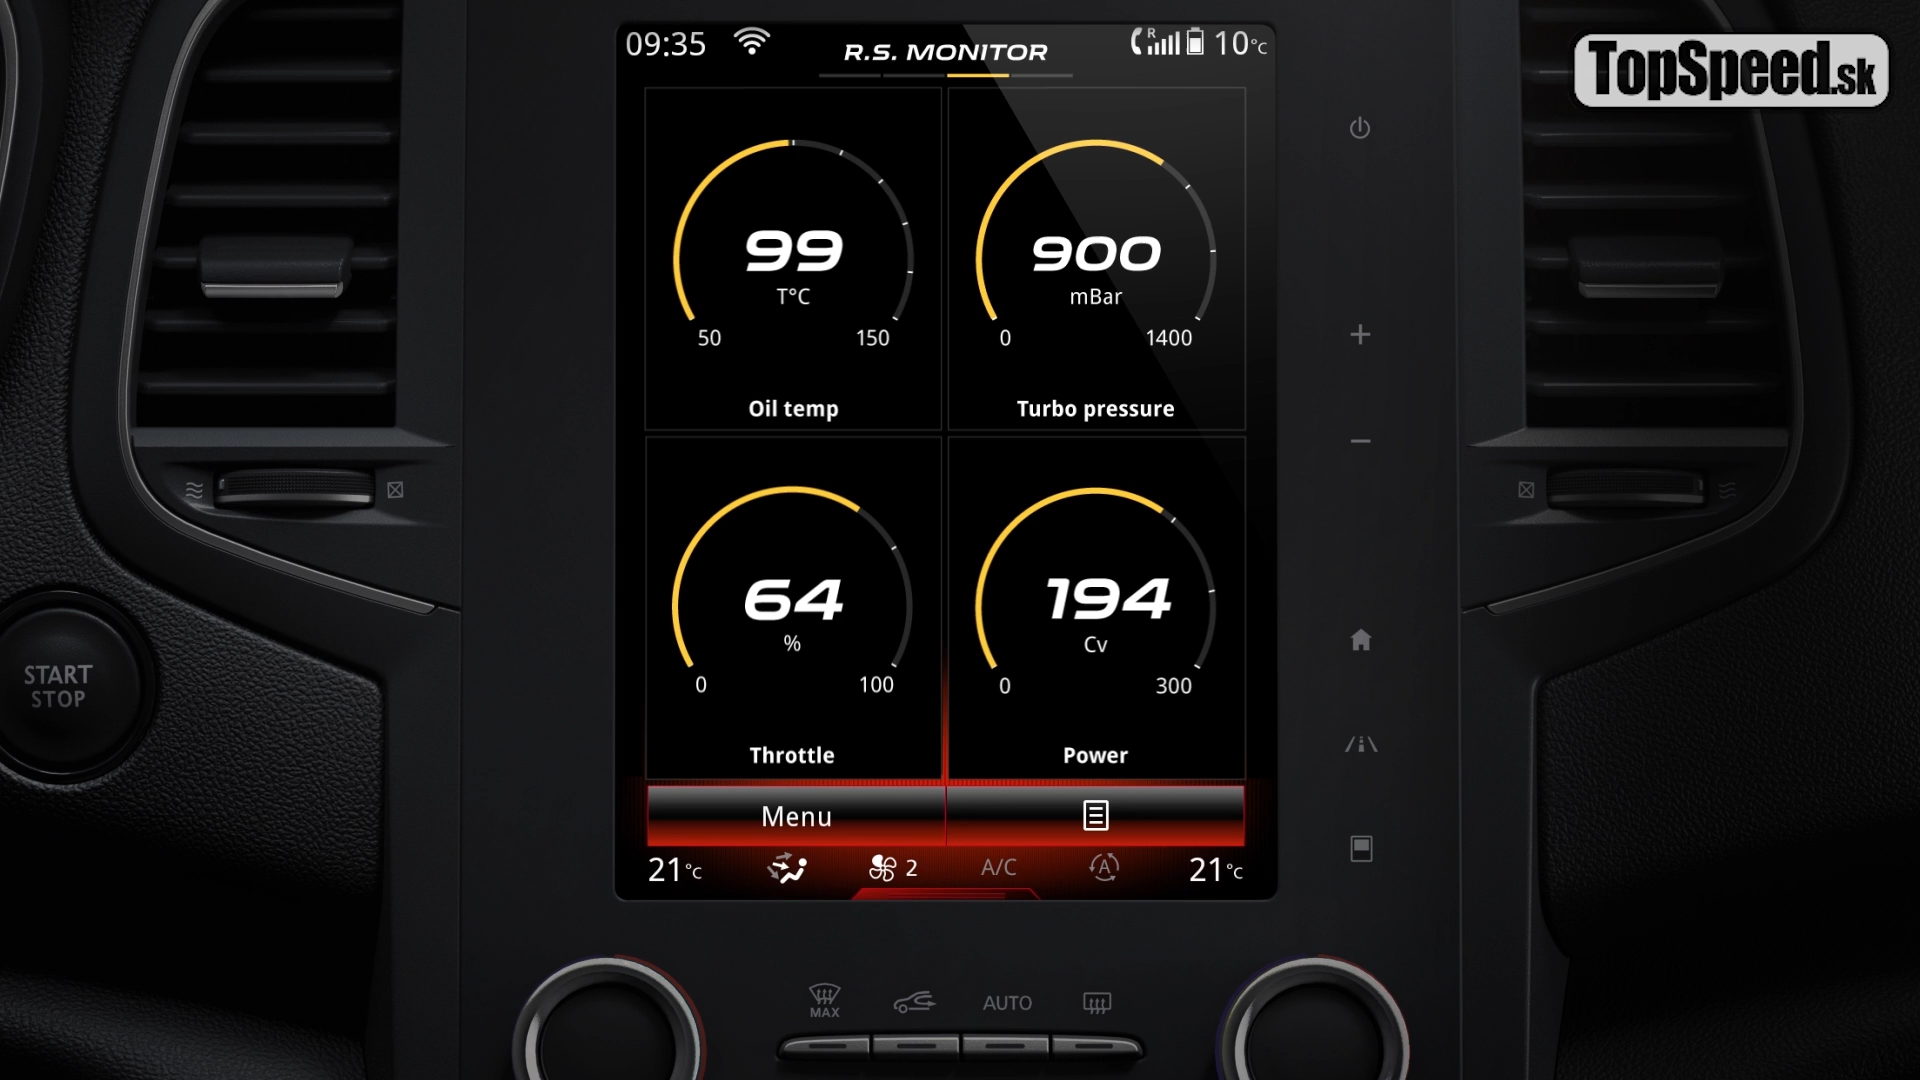 09:35
R.S. MONITOR
R
10°C
TopSpeed.sk
99
T°C
50
150
Oil temp
900
mBar
0
1400
Turbo pressure
64
%
0
100
Throttle
194
Cv
0
300
Power
START
STOP
Menu
21°C
2
A/C
A
21°C
MAX
AUTO